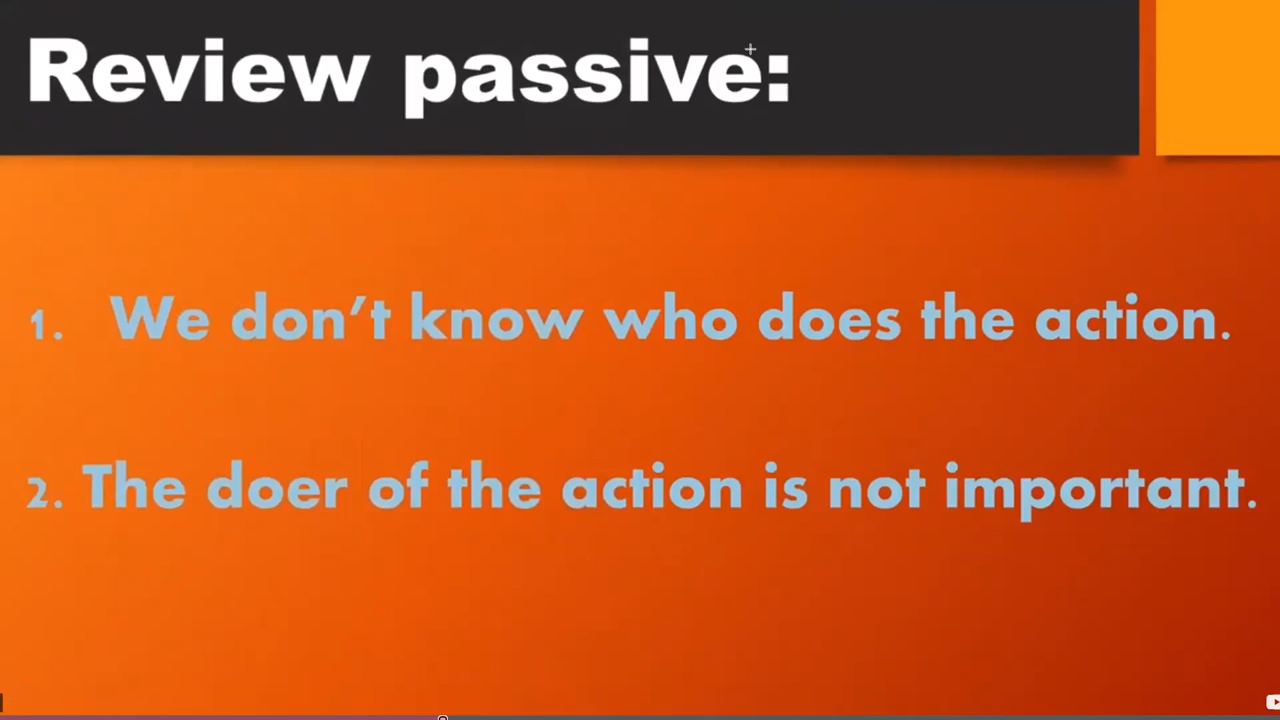 Review passive:
1. We don’t know who does the action.
2. The doer of the action is not important.